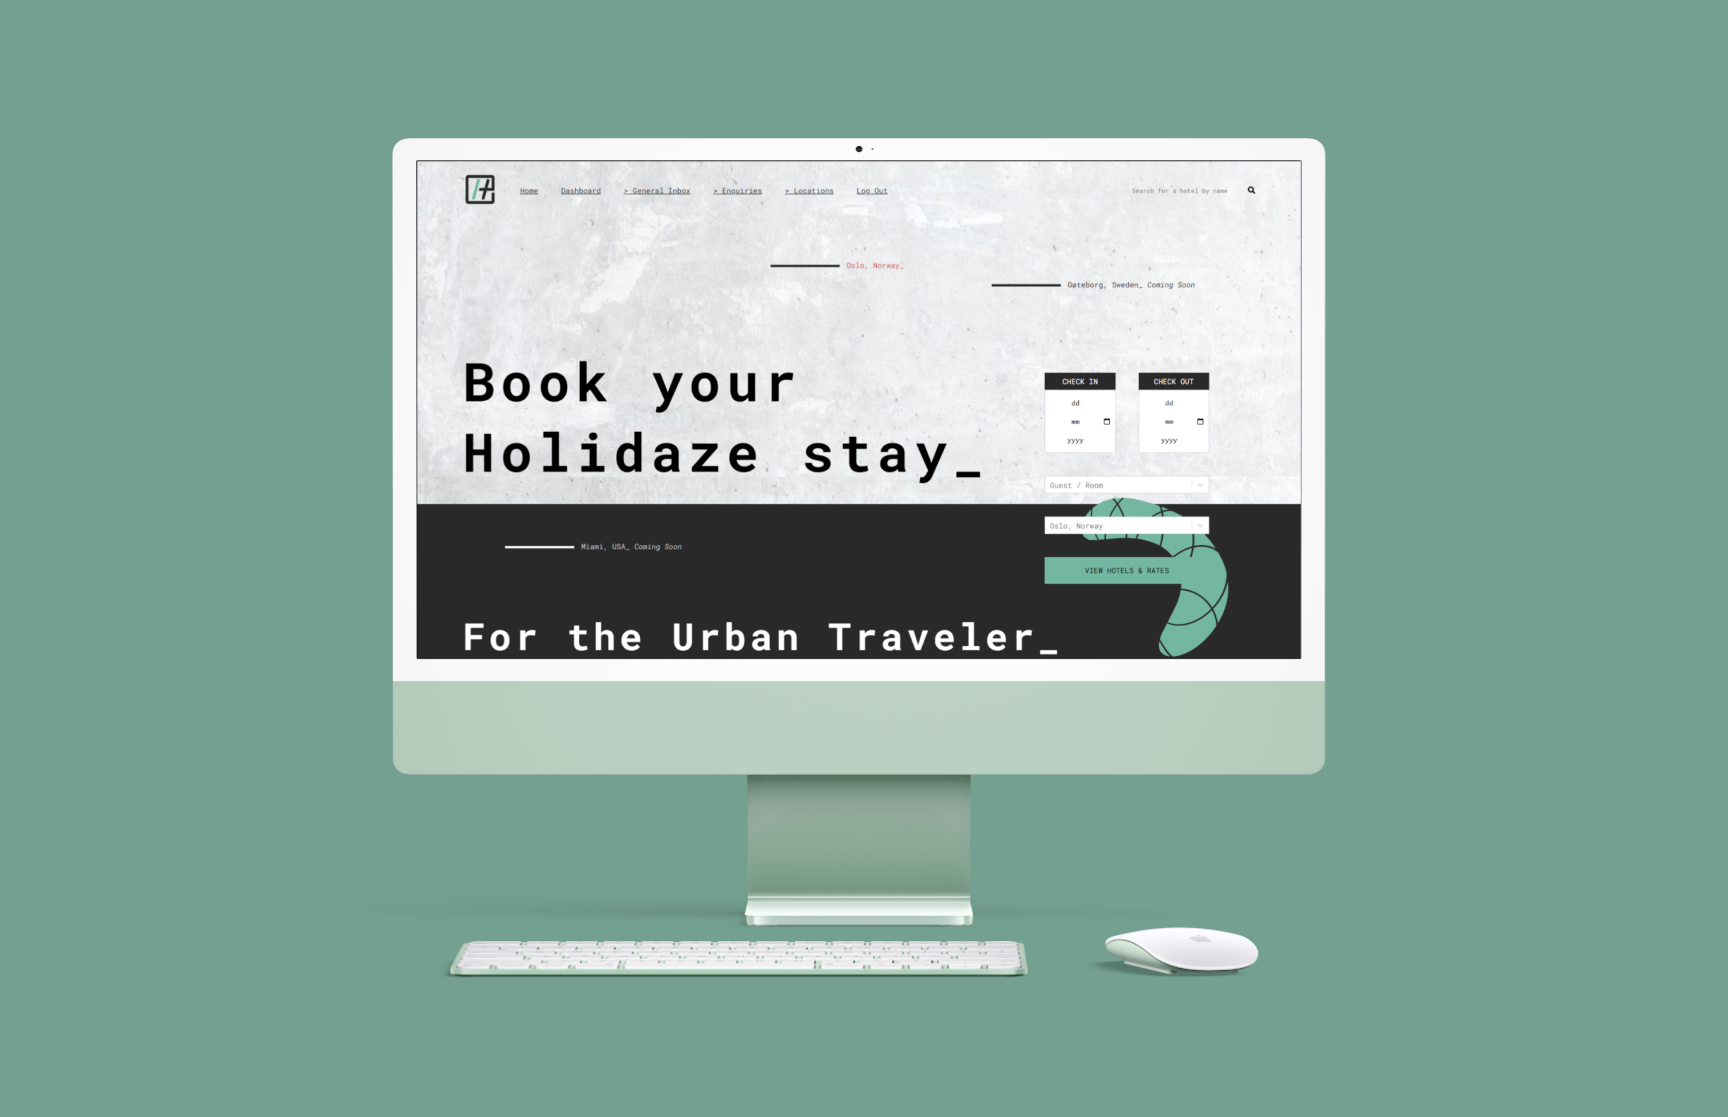 Home Dashboard > General Inbox > Enquiries > Locations Log Out Search for a hotel by name
Oslo, Norway_
Gøteborg, Sweden_ Coming Soon
Book your
Holidaze stay_
CHECK IN CHECK OUT
dd dd
mm mm
yyyy yyyy
Guest / Room
Oslo, Norway
Miami, USA_ Coming Soon
VIEW HOTELS & RATES
For the Urban Traveler_